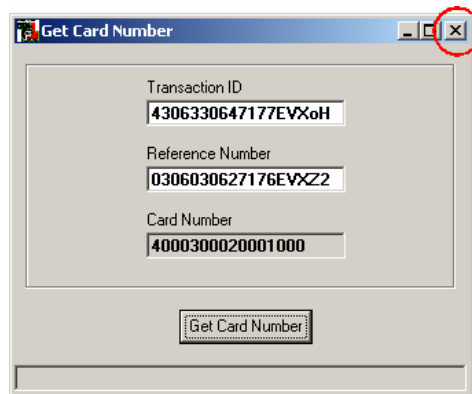 Get Card Number
Transaction ID
4306330647177EVXoH
Reference Number
0306030627176EVXZ2
Card Number
4000300020001000
Get Card Number